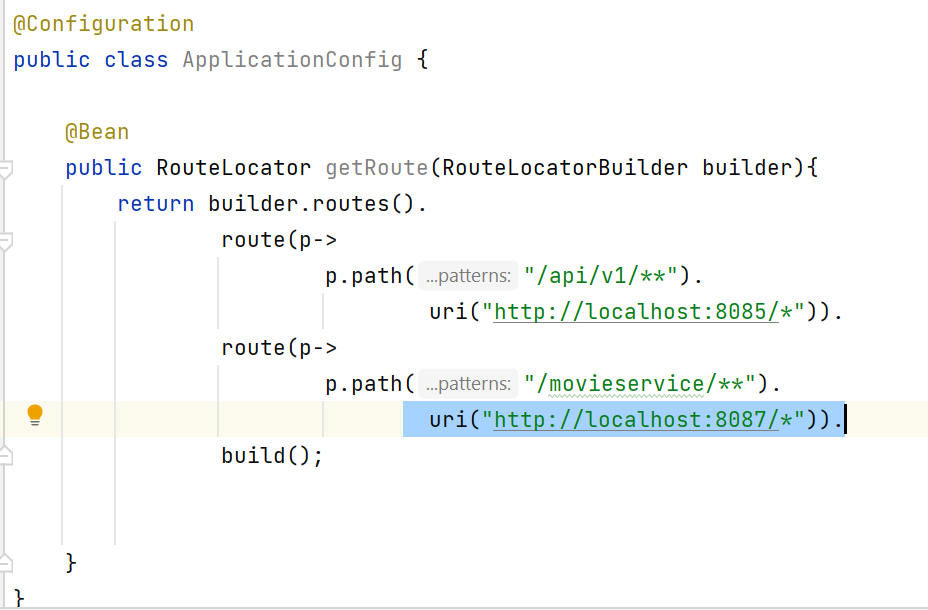 @Configuration
public class ApplicationConfig {
@Bean
public RouteLocator getRoute(RouteLocatorBuilder builder){
return builder.routes().
route(p->
p.path( ...patterns: "/api/v1/**").
uri("http://localhost:8085/*")).
route(p->
p.path( ...patterns: "/movieservice/**").
uri("http://localhost:8087/*")).
build();
}
}